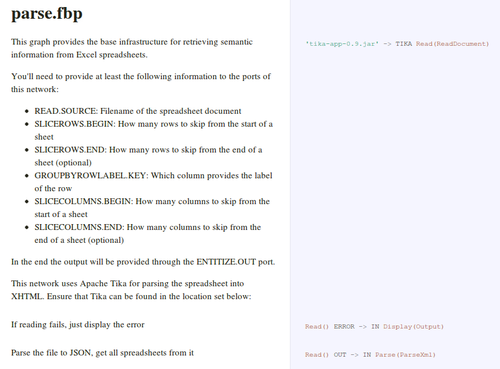 parse.fbp
This graph provides the base infrastructure for retrieving semantic
information from Excel spreadsheets.
'tika-app-0.9.jar' -> TIKA Read(ReadDocument)
You'll need to provide at least the following information to the ports of
this network:
READ.SOURCE: Filename of the spreadsheet document
SLICEROWS.BEGIN: How many rows to skip from the start of a
sheet
SLICEROWS.END: How many rows to skip from the end of a
sheet (optional)
GROUPBYROWLABEL.KEY: Which column provides the label
of the row
SLICECOLUMNS.BEGIN: How many columns to skip from the
start of a sheet
SLICECOLUMNS.END: How many columns to skip from the
end of a sheet (optional)
In the end the output will be provided through the ENTITIZE.OUT port.
This network uses Apache Tika for parsing the spreadsheet into
XHTML. Ensure that Tika can be found in the location set below:
If reading fails, just display the error
Read() ERROR -> IN Display(Output)
Parse the file to JSON, get all spreadsheets from it
Read() OUT -> IN Parse(ParseXml)